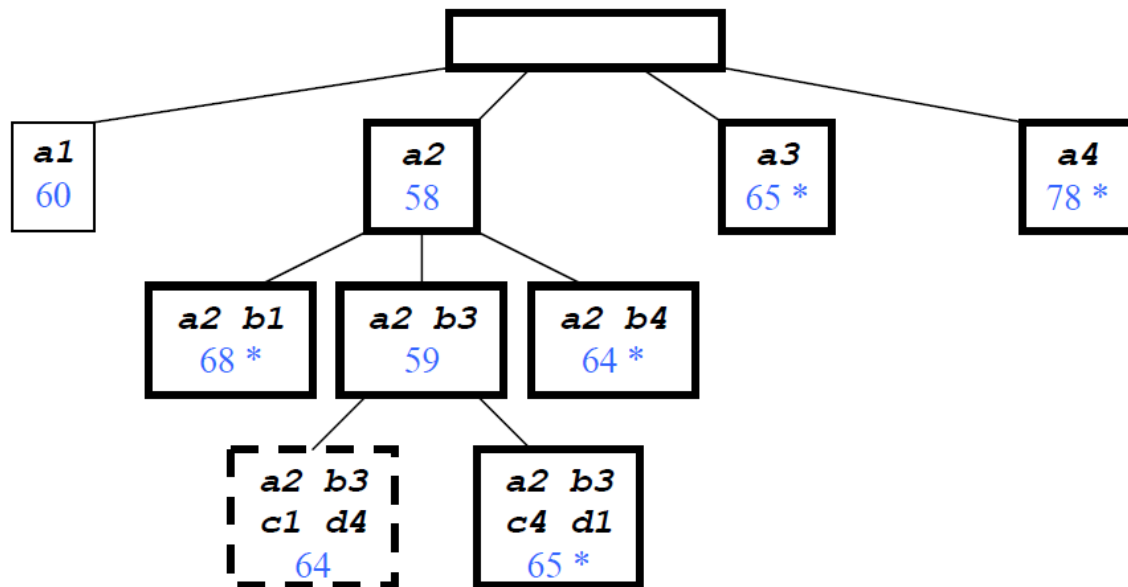 a1
60
a2
58
a3
65 *
a4
78 *
a2 b1
68 *
a2 b3
59
a2 b4
64 *
a2 b3
c1 d4
64
a2 b3
c4 d1
65 *